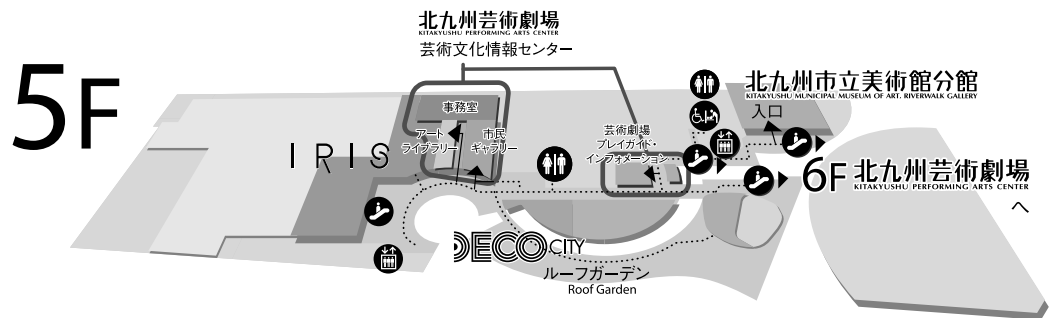 5F
北九州芸術劇場
KITAKYUSHU PERFORMING ARTS CENTER
芸術文化情報センター
事務室
アート
ライブラリー
市民
ギャラリー
IRIS
芸術劇場
プレイガイド・
インフォメーション
北九州市立美術館分館
KITAKYUSHU MUNICIPAL MUSEUM OF ART, RIVERWALK GALLERY
入口
6F 北九州芸術劇場
KITAKYUSHU PERFORMING ARTS CENTER
へ
DECO CITY
ルーフガーデン
Roof Garden